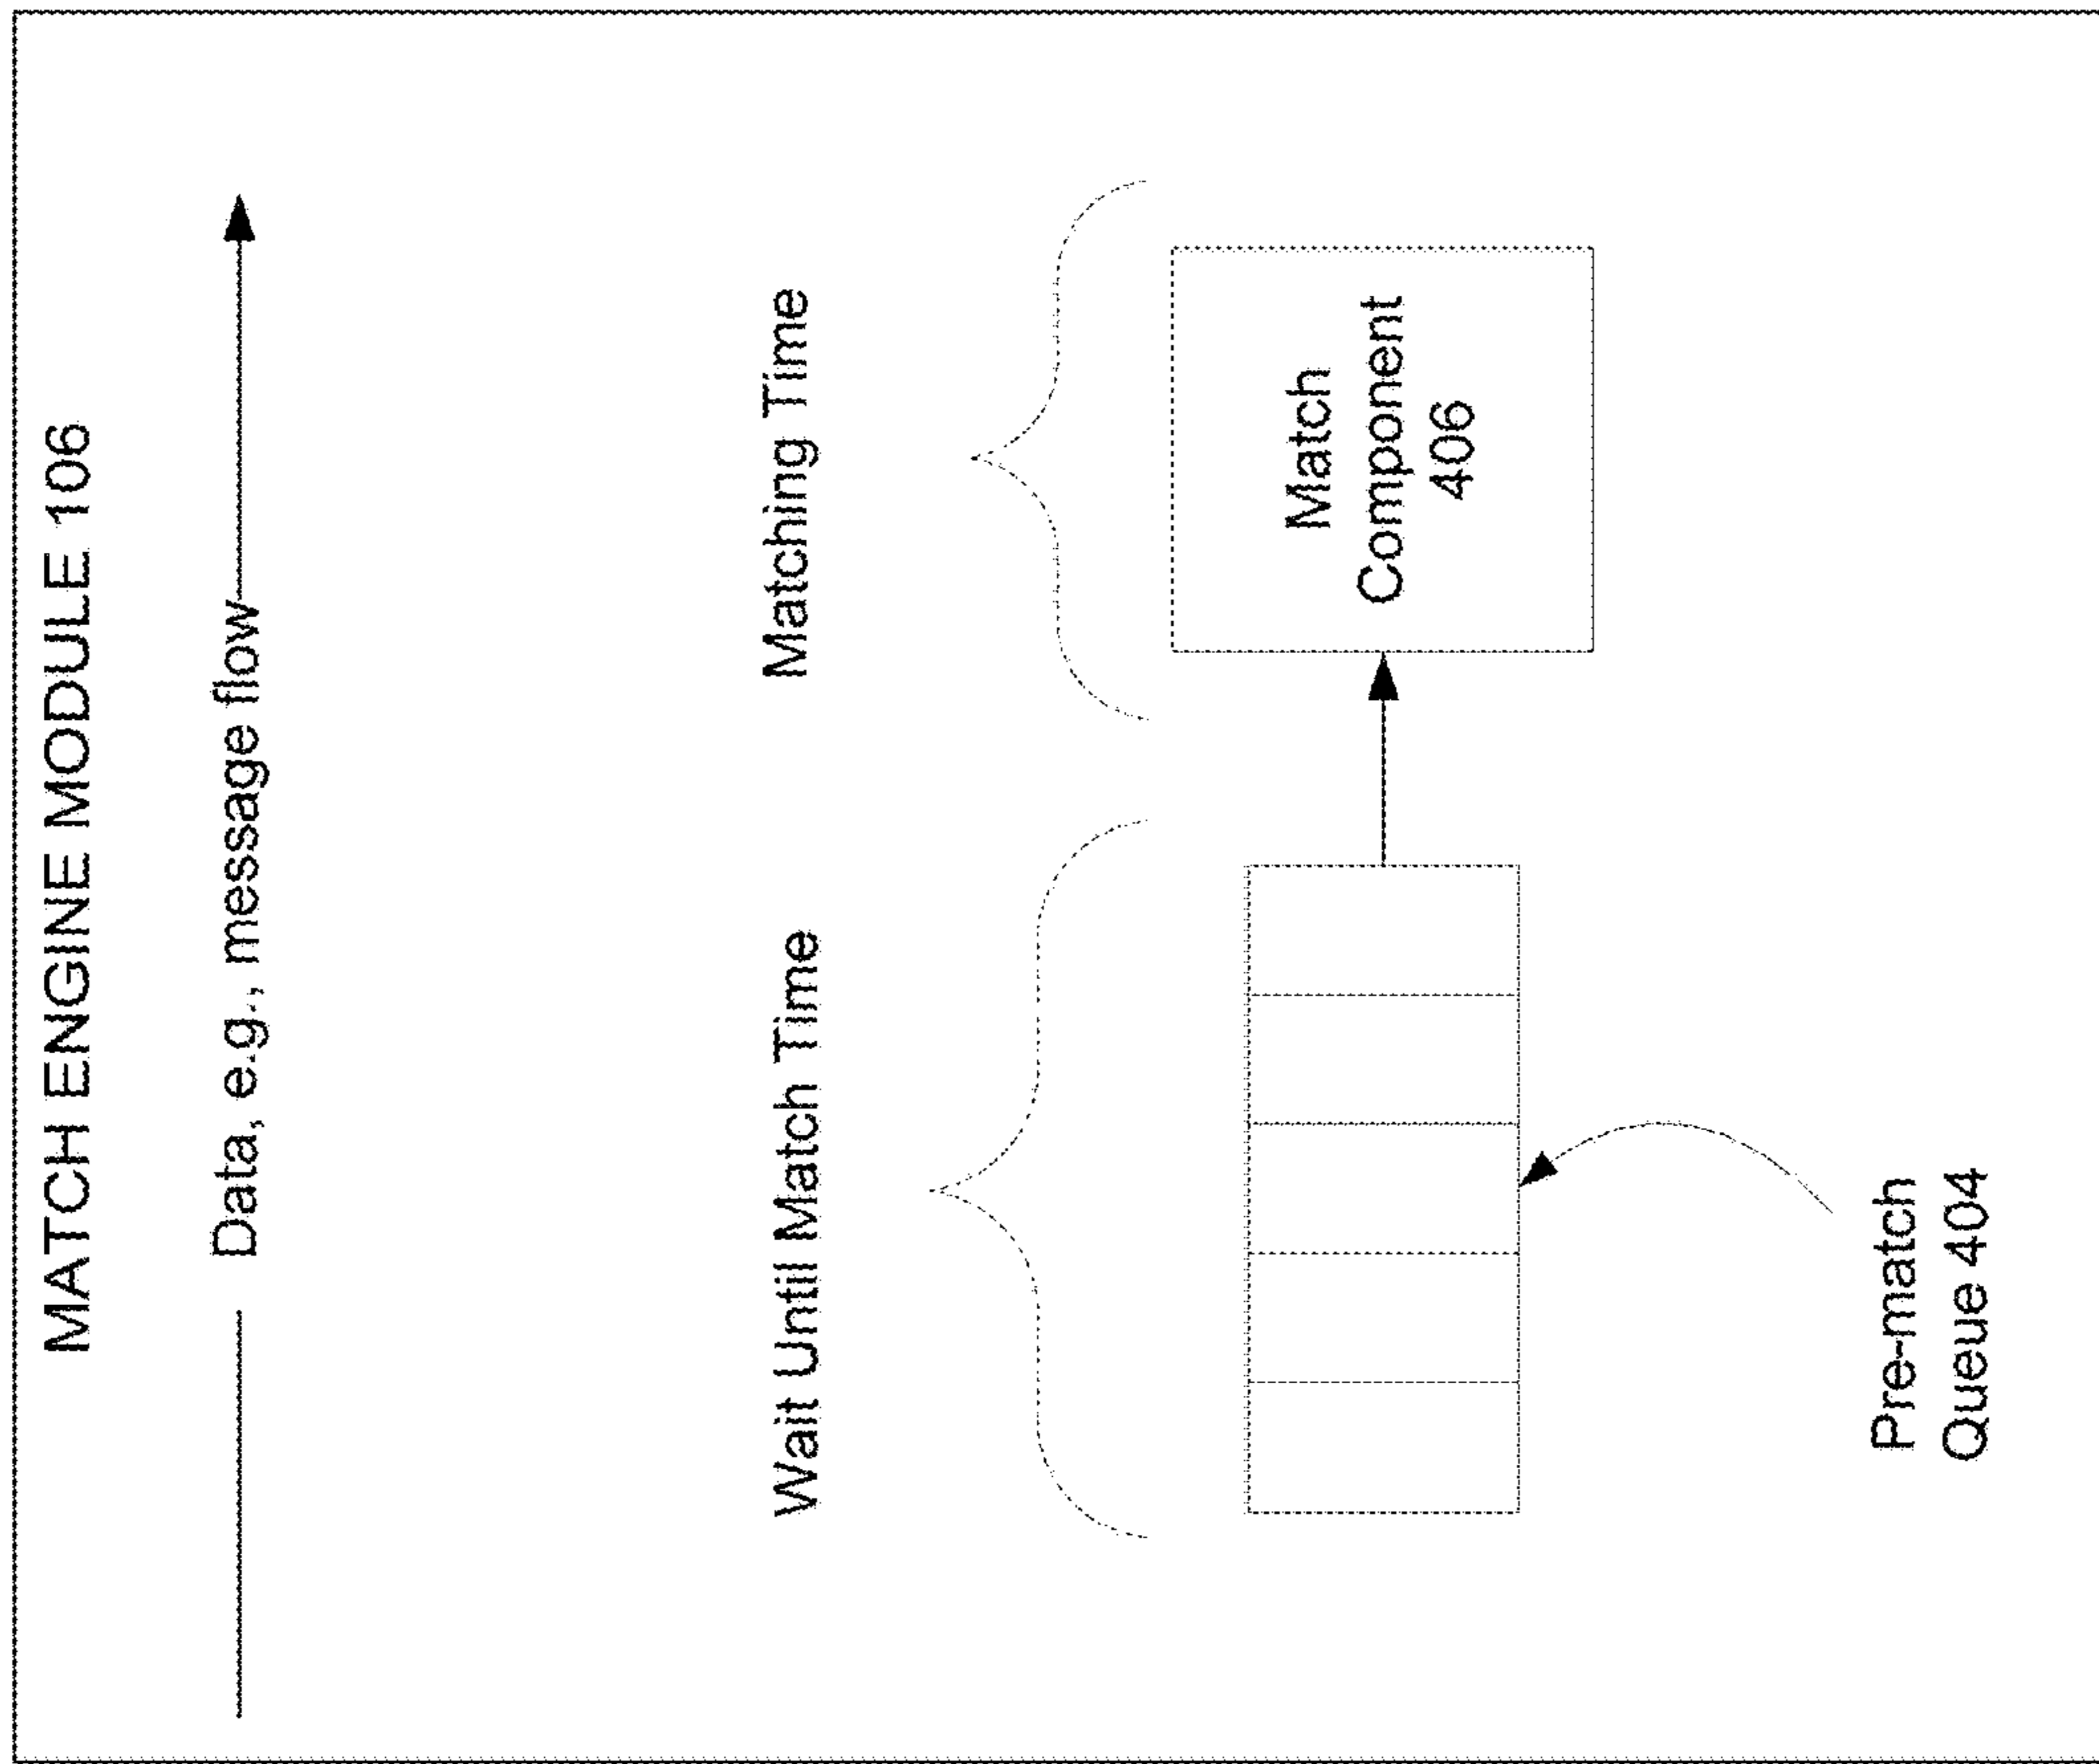 MATCH ENGINE MODULE 106
Data, e.g., message flow
Wait Until Match Time
Matching Time
Match
Component
406
Pre-match
Queue 404